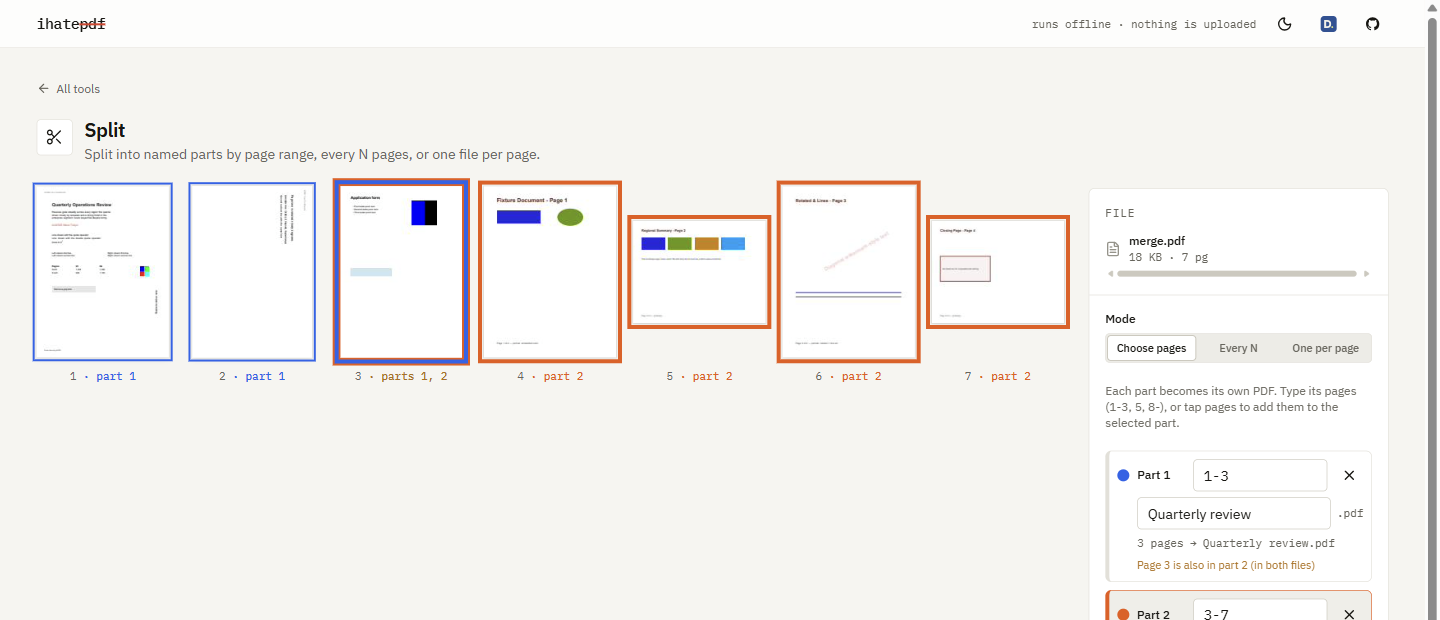 ihatepdf
runs offline · nothing is uploaded
D.
← All tools
Split
Split into named parts by page range, every N pages, or one file per page.
Quarterly Operations Review
Application form
Fixture Document - Page 1
Regional Summary - Page 2
Closing Page - Page 4
1 · part 1
2 · part 1
3 · parts 1, 2
4 · part 2
5 · part 2
6 · part 2
7 · part 2
FILE
merge.pdf
18 KB · 7 pg
Mode
Choose pages
Every N
One per page
Each part becomes its own PDF. Type its pages
(1-3, 5, 8-), or tap pages to add them to the
selected part.
Part 1
1-3
Quarterly review
.pdf
3 pages → Quarterly review.pdf
Page 3 is also in part 2 (in both files)
Part 2
3-7